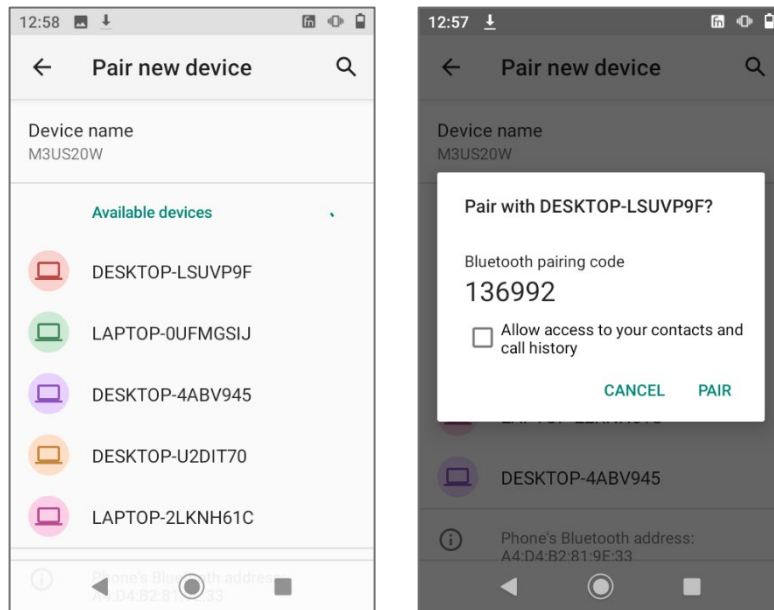 12:58
Pair new device
Device name
M3US20W
Available devices
DESKTOP-LSUVP9F
LAPTOP-0UFMGSIJ
DESKTOP-4ABV945
DESKTOP-U2DIT70
LAPTOP-2LKNH61C
12:57
Pair new device
Device name
M3US20W
Pair with DESKTOP-LSUVP9F?
Bluetooth pairing code
136992
Allow access to your contacts and
call history
CANCEL PAIR
DESKTOP-4ABV945
Phone's Bluetooth address:
A4:D4:B2:81:9E:33